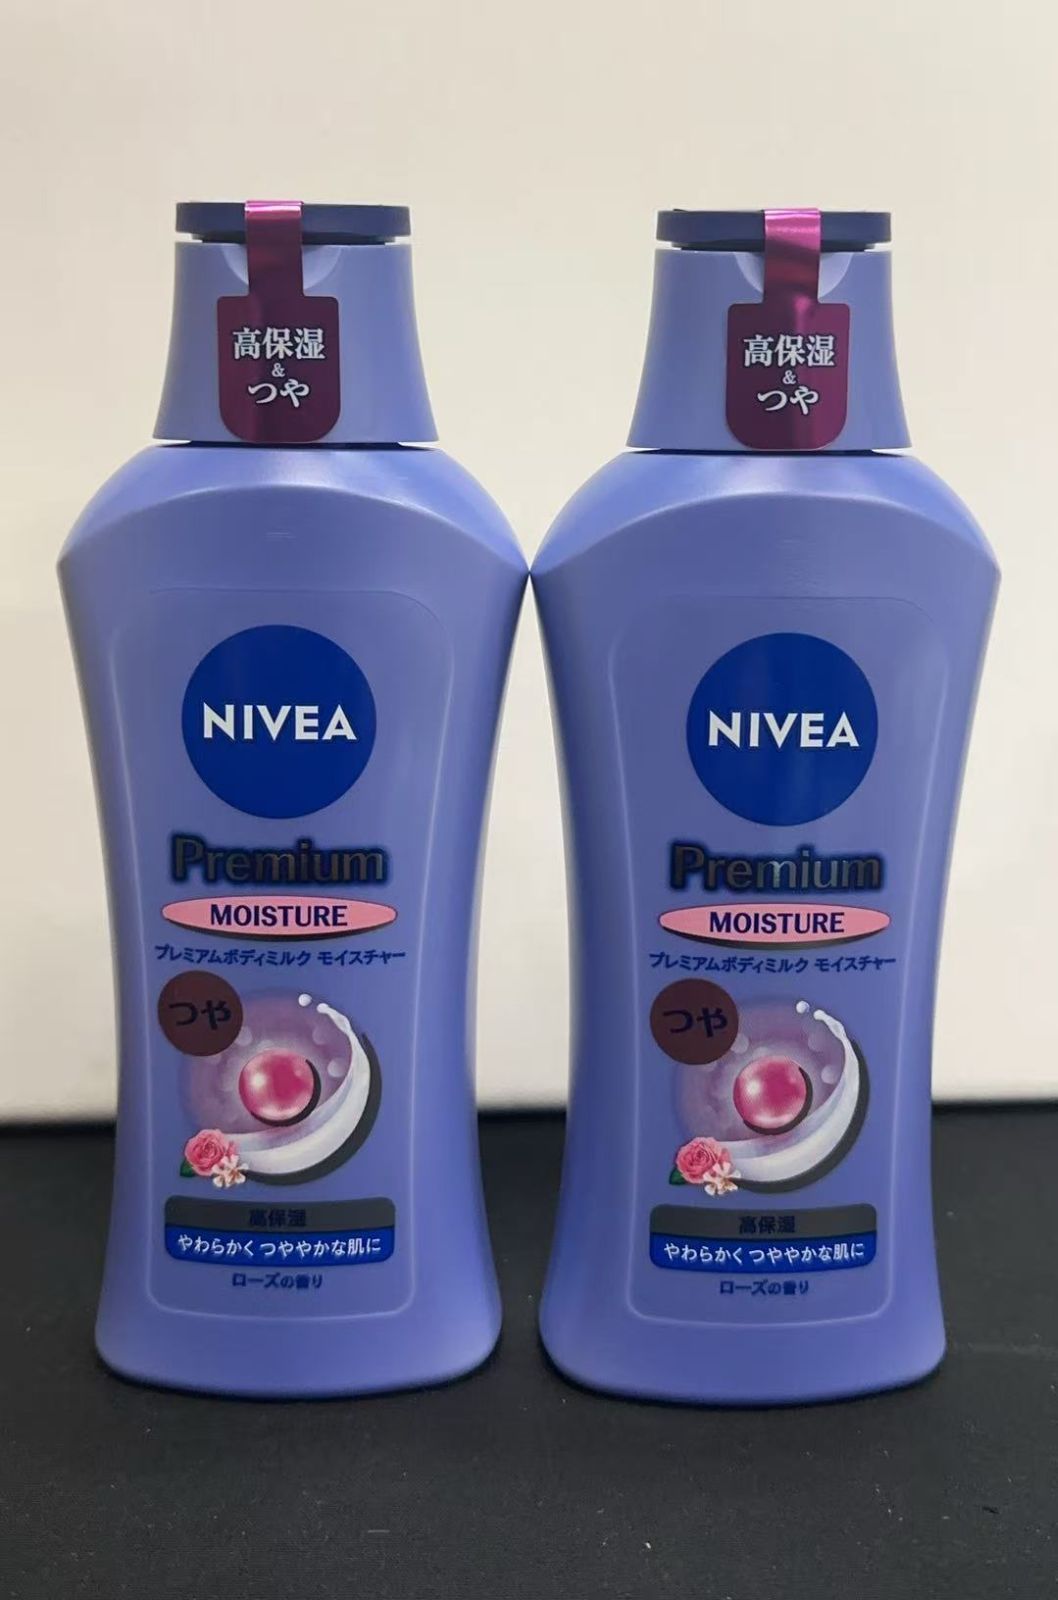 高保湿
&
つや
NIVEA
Premium
MOISTURE
プレミアムボディミルク モイスチャー
つや
高保湿
やわらかく つややかな肌に
ローズの香り
高保湿
&
つや
NIVEA
Premium
MOISTURE
プレミアムボディミルク モイスチャー
つや
高保湿
やわらかく つややかな肌に
ローズの香り